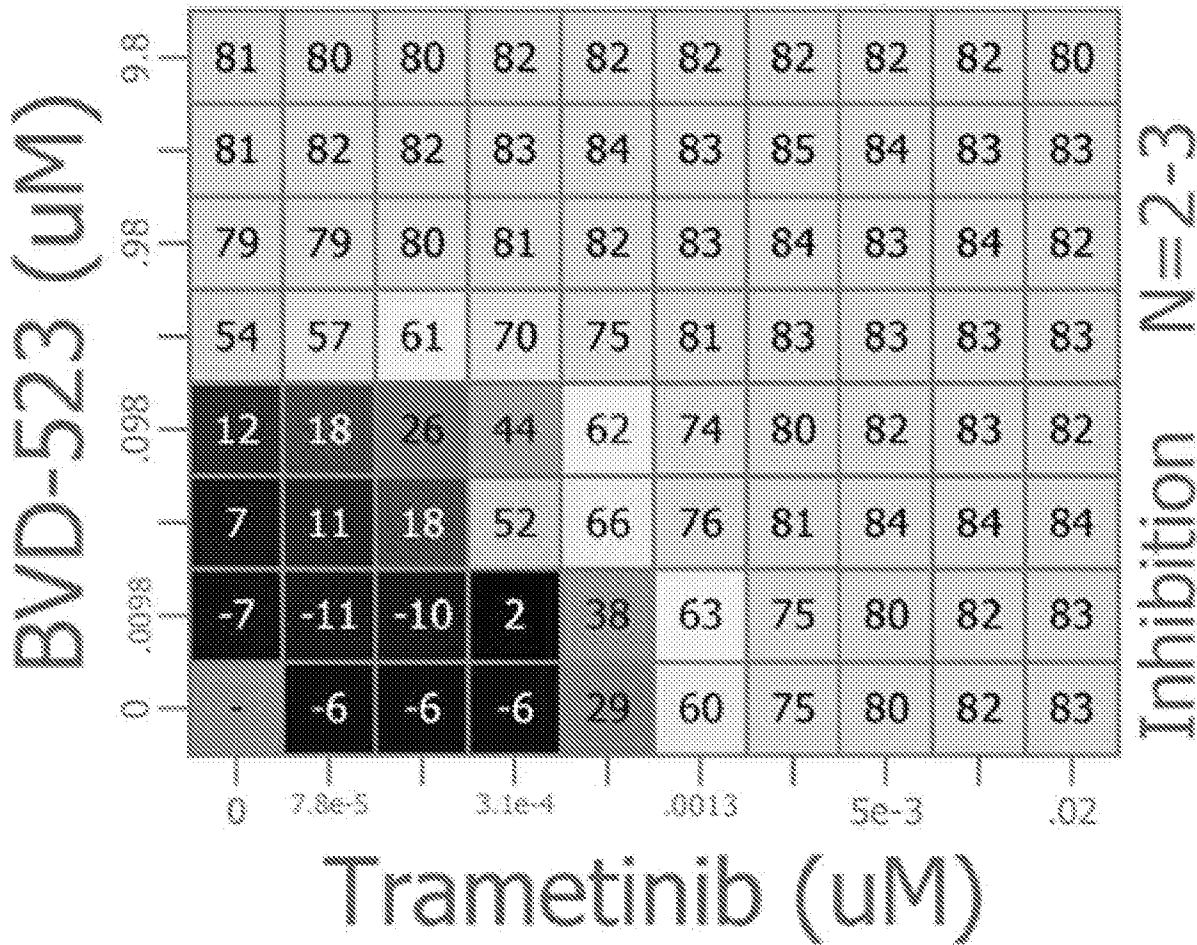 BVD-523 (uM)
9.8 81 80 80 82 82 82 82 82 82 80
81 82 82 83 84 83 85 84 83 83
.98 79 79 80 81 82 83 84 83 84 82
54 57 61 70 75 81 83 83 83 83
.098 12 18 26 44 62 74 80 82 83 82
7 11 18 52 66 76 81 84 84 84
.0098 -7 -11 -10 2 38 63 75 80 82 83
0 - -6 -6 -6 29 60 75 80 82 83
0 7.8e-5 3.1e-4 .0013 5e-3 .02
Trametinib (uM)
Inhibition N=2-3